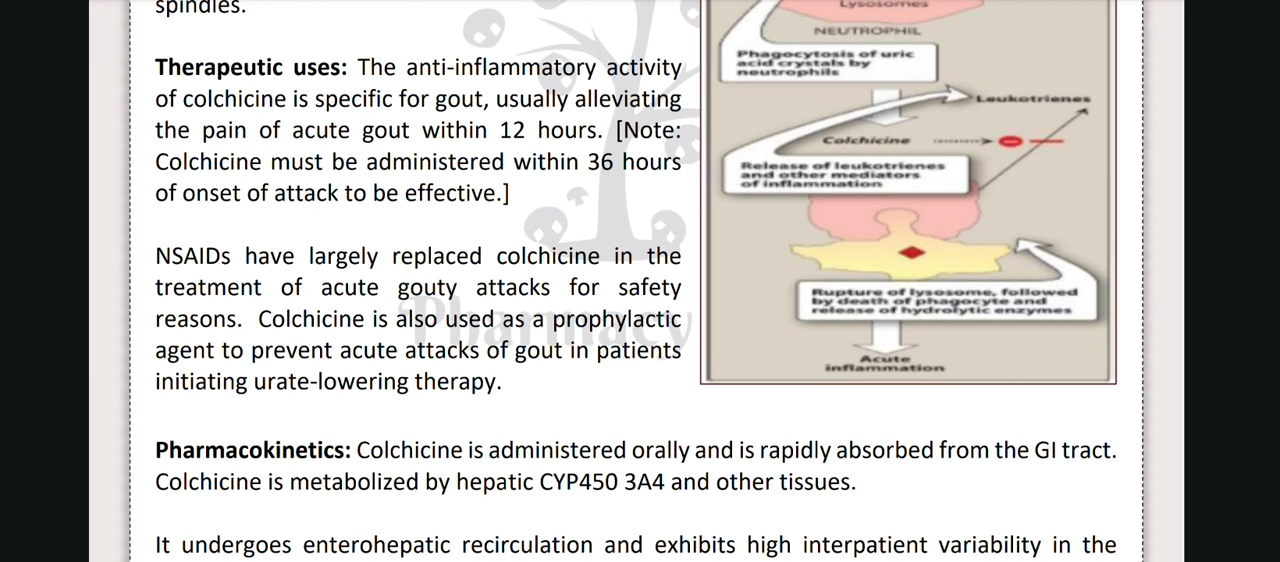 spindles.
Therapeutic uses: The anti-inflammatory activity
of colchicine is specific for gout, usually alleviating
the pain of acute gout within 12 hours. [Note:
Colchicine must be administered within 36 hours
of onset of attack to be effective.]
NSAIDs have largely replaced colchicine in the
treatment of acute gouty attacks for safety
reasons. Colchicine is also used as a prophylactic
agent to prevent acute attacks of gout in patients
initiating urate-lowering therapy.
Pharmacy
Lysosomes
NEUTROPHIL
Phagocytosis of uric
acid crystals by
neutrophils
Leukotrienes
Colchicine
Release of leukotrienes
and other mediators
of inflammation
Rupture of lysosome, followed
by death of phagocyte and
release of hydrolytic enzymes
Acute
inflammation
Pharmacokinetics: Colchicine is administered orally and is rapidly absorbed from the GI tract.
Colchicine is metabolized by hepatic CYP450 3A4 and other tissues.
It undergoes enterohepatic recirculation and exhibits high interpatient variability in the